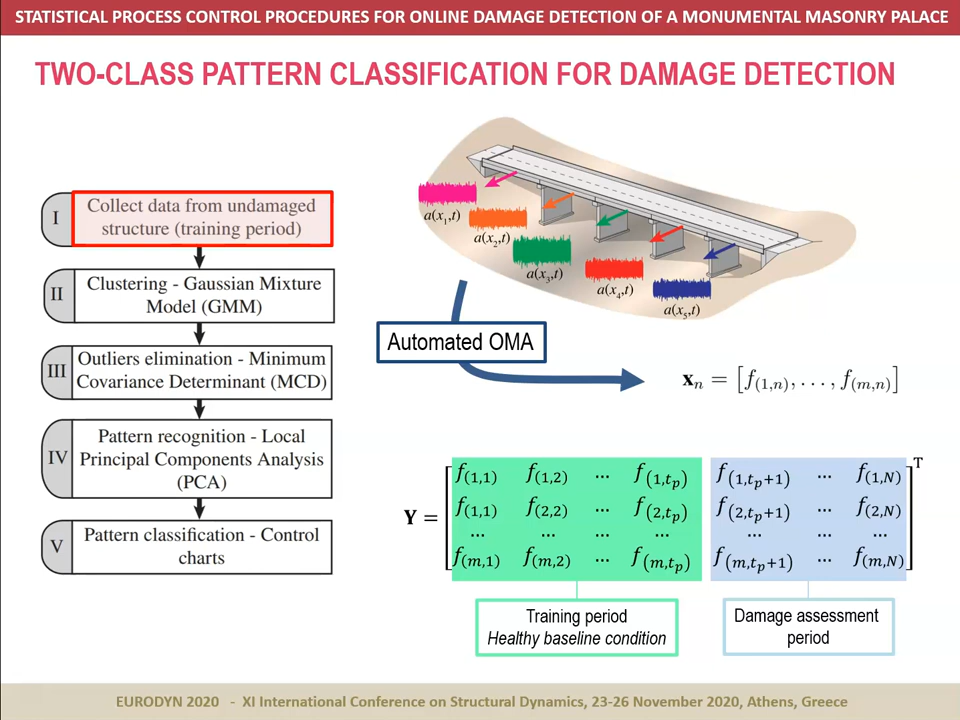 STATISTICAL PROCESS CONTROL PROCEDURES FOR ONLINE DAMAGE DETECTION OF A MONUMENTAL MASONRY PALACE
TWO-CLASS PATTERN CLASSIFICATION FOR DAMAGE DETECTION
I
Collect data from undamaged
structure (training period)
II
Clustering - Gaussian Mixture
Model (GMM)
III
Outliers elimination - Minimum
Covariance Determinant (MCD)
IV
Pattern recognition - Local
Principal Components Analysis
(PCA)
V
Pattern classification - Control
charts
a(x₁,t)
a(x₂,t)
a(x₃,t)
a(x₄,t)
a(x₅,t)
Automated OMA
xₙ = [f(1,n), . . . , f(m,n)]
Y = [f(1,1) f(1,2) ... f(1,tp) f(1,tp+1) ... f(1,N)
f(1,1) f(2,2) ... f(2,tp) f(2,tp+1) ... f(2,N)
... ... ... ... ... ... ...
f(m,1) f(m,2) ... f(m,tp) f(m,tp+1) ... f(m,N)]T
Training period
Healthy baseline condition
Damage assessment
period
EURODYN 2020 - XI International Conference on Structural Dynamics, 23-26 November 2020, Athens, Greece